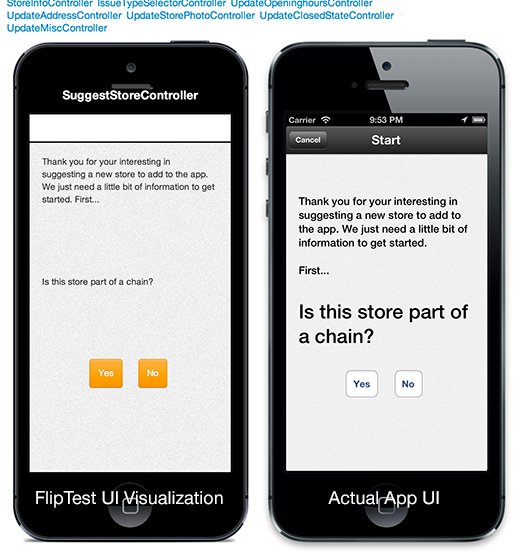 StoreInfoController IssueTypeSelectorController UpdateOpeninghoursController
UpdateAddressController UpdateStorePhotoController UpdateClosedStateController
UpdateMiscController
SuggestStoreController
Thank you for your interesting in
suggesting a new store to add to the app.
We just need a little bit of information to get
started. First...
Is this store part of a chain?
Yes No
FlipTest UI Visualization
Carrier 9:53 PM
Cancel Start
Thank you for your interesting in
suggesting a new store to add to
the app. We just need a little bit of
information to get started.
First...
Is this store part of
a chain?
Yes No
Actual App UI